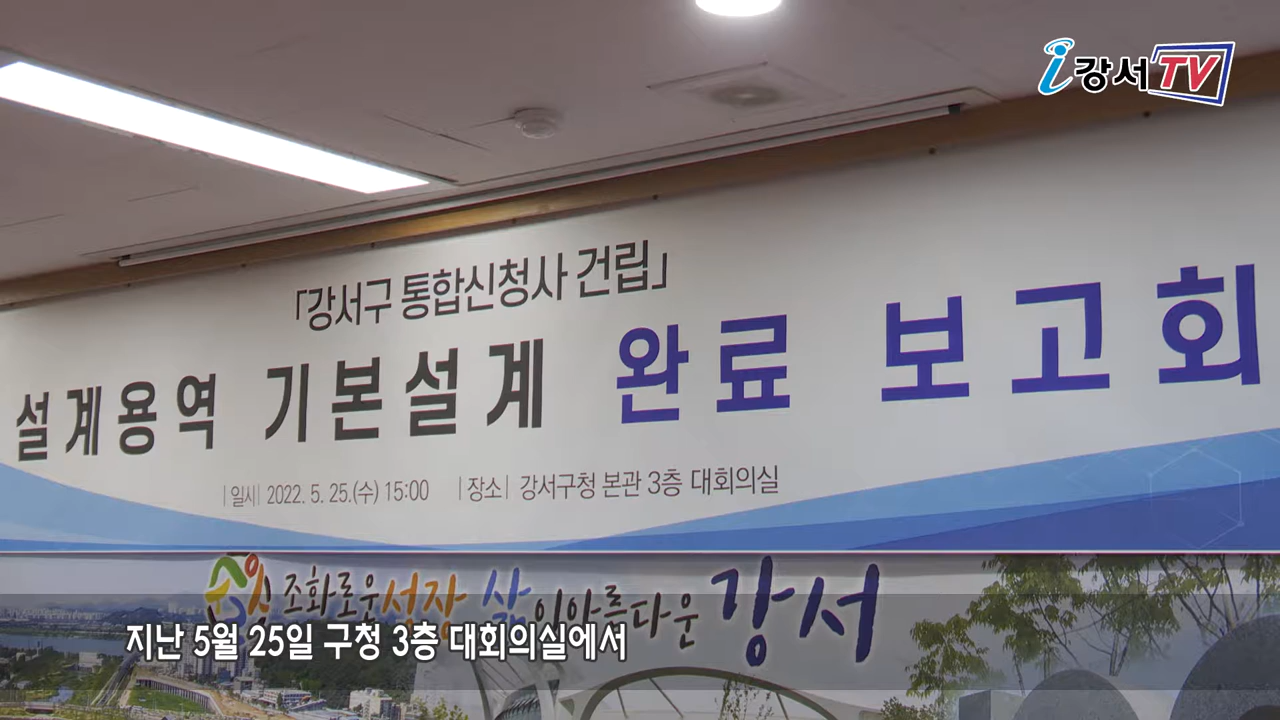 i강서TV
「강서구 통합신청사 건립」
설계용역 기본설계 완료 보고회
|일시| 2022. 5. 25.(수) 15:00 |장소| 강서구청 본관 3층 대회의실
조화로운 성장 삶이 아름다운 강서
지난 5월 25일 구청 3층 대회의실에서